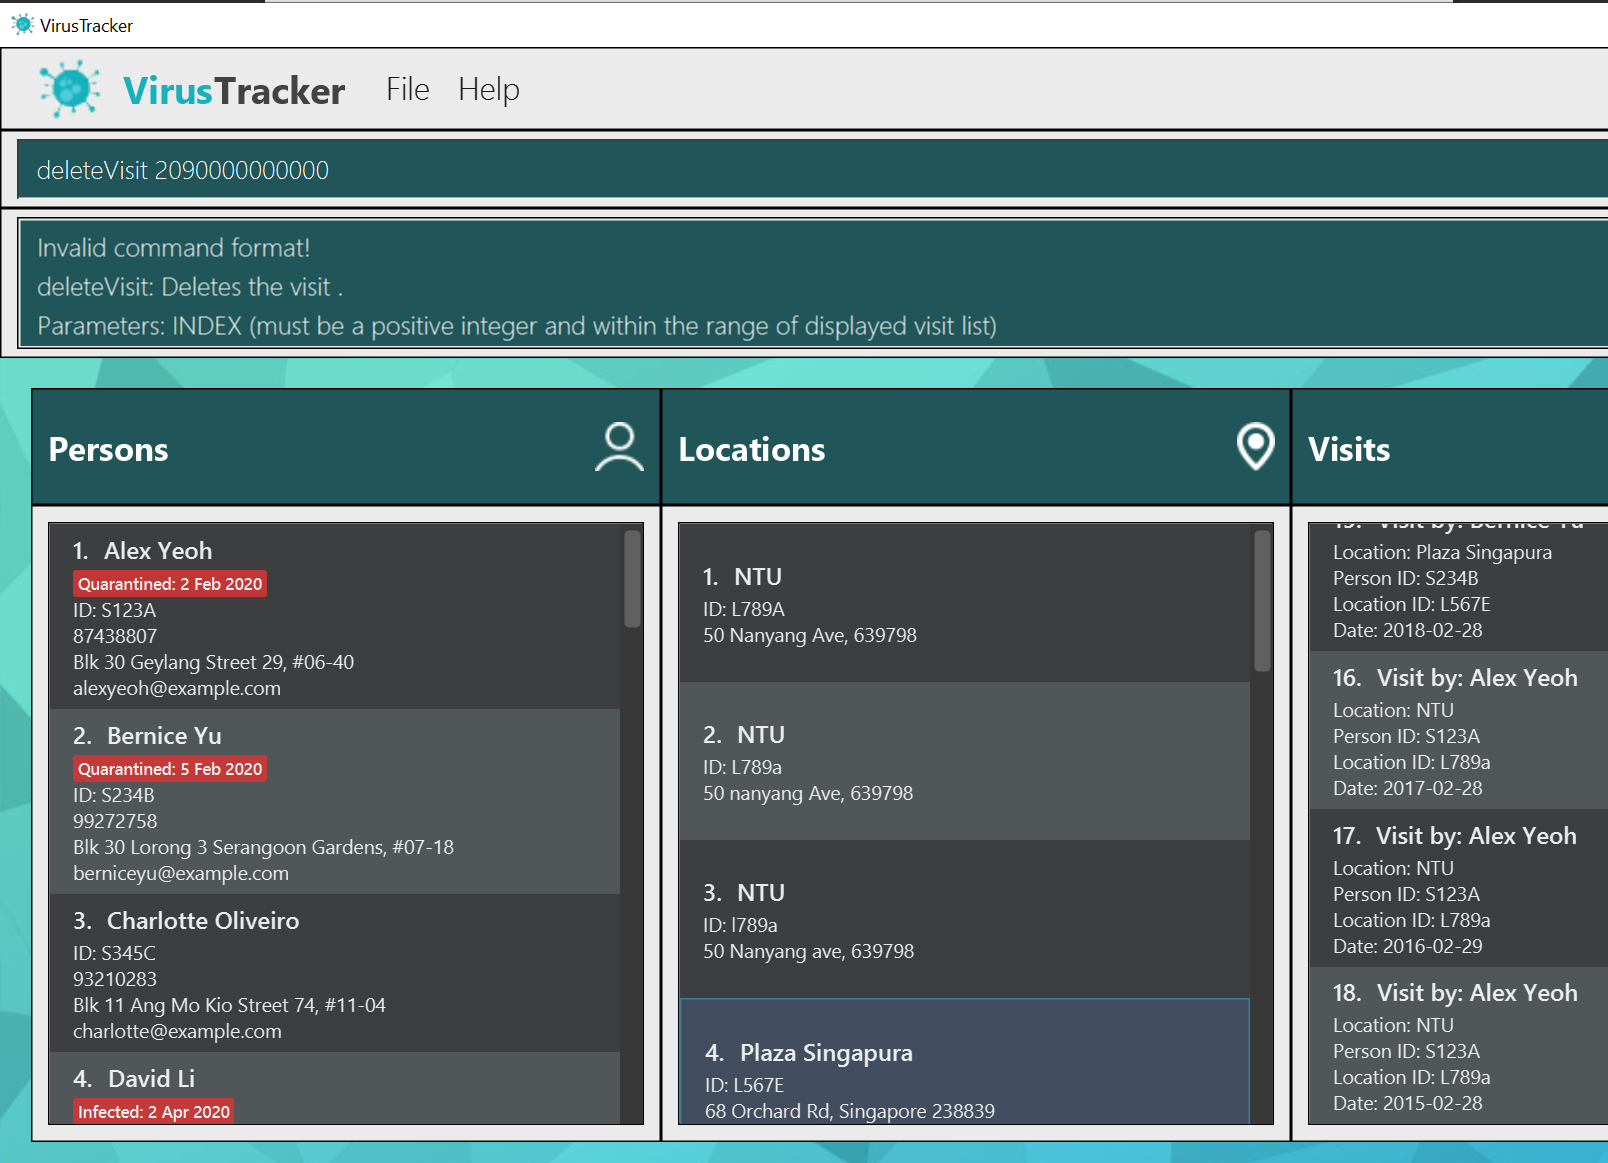 VirusTracker
VirusTracker File Help
deleteVisit 2090000000000
Invalid command format!
deleteVisit: Deletes the visit .
Parameters: INDEX (must be a positive integer and within the range of displayed visit list)
Persons
1. Alex Yeoh
Quarantined: 2 Feb 2020
ID: S123A
87438807
Blk 30 Geylang Street 29, #06-40
alexyeoh@example.com
2. Bernice Yu
Quarantined: 5 Feb 2020
ID: S234B
99272758
Blk 30 Lorong 3 Serangoon Gardens, #07-18
berniceyu@example.com
3. Charlotte Oliveiro
ID: S345C
93210283
Blk 11 Ang Mo Kio Street 74, #11-04
charlotte@example.com
4. David Li
Infected: 2 Apr 2020
Locations
1. NTU
ID: L789A
50 Nanyang Ave, 639798
2. NTU
ID: L789a
50 nanyang Ave, 639798
3. NTU
ID: l789a
50 Nanyang ave, 639798
4. Plaza Singapura
ID: L567E
68 Orchard Rd, Singapore 238839
Visits
15. Visit by: Bernice Yu
Location: Plaza Singapura
Person ID: S234B
Location ID: L567E
Date: 2018-02-28
16. Visit by: Alex Yeoh
Location: NTU
Person ID: S123A
Location ID: L789a
Date: 2017-02-28
17. Visit by: Alex Yeoh
Location: NTU
Person ID: S123A
Location ID: L789a
Date: 2016-02-29
18. Visit by: Alex Yeoh
Location: NTU
Person ID: S123A
Location ID: L789a
Date: 2015-02-28